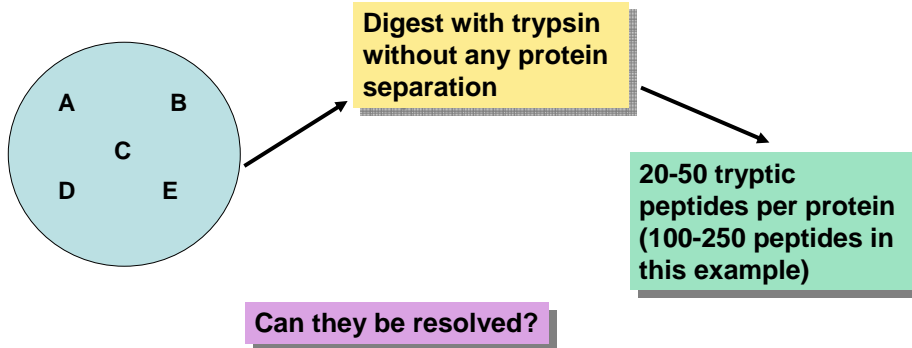 Digest with trypsin
without any protein
separation
A B
C
D E
20-50 tryptic
peptides per protein
(100-250 peptides in
this example)
Can they be resolved?